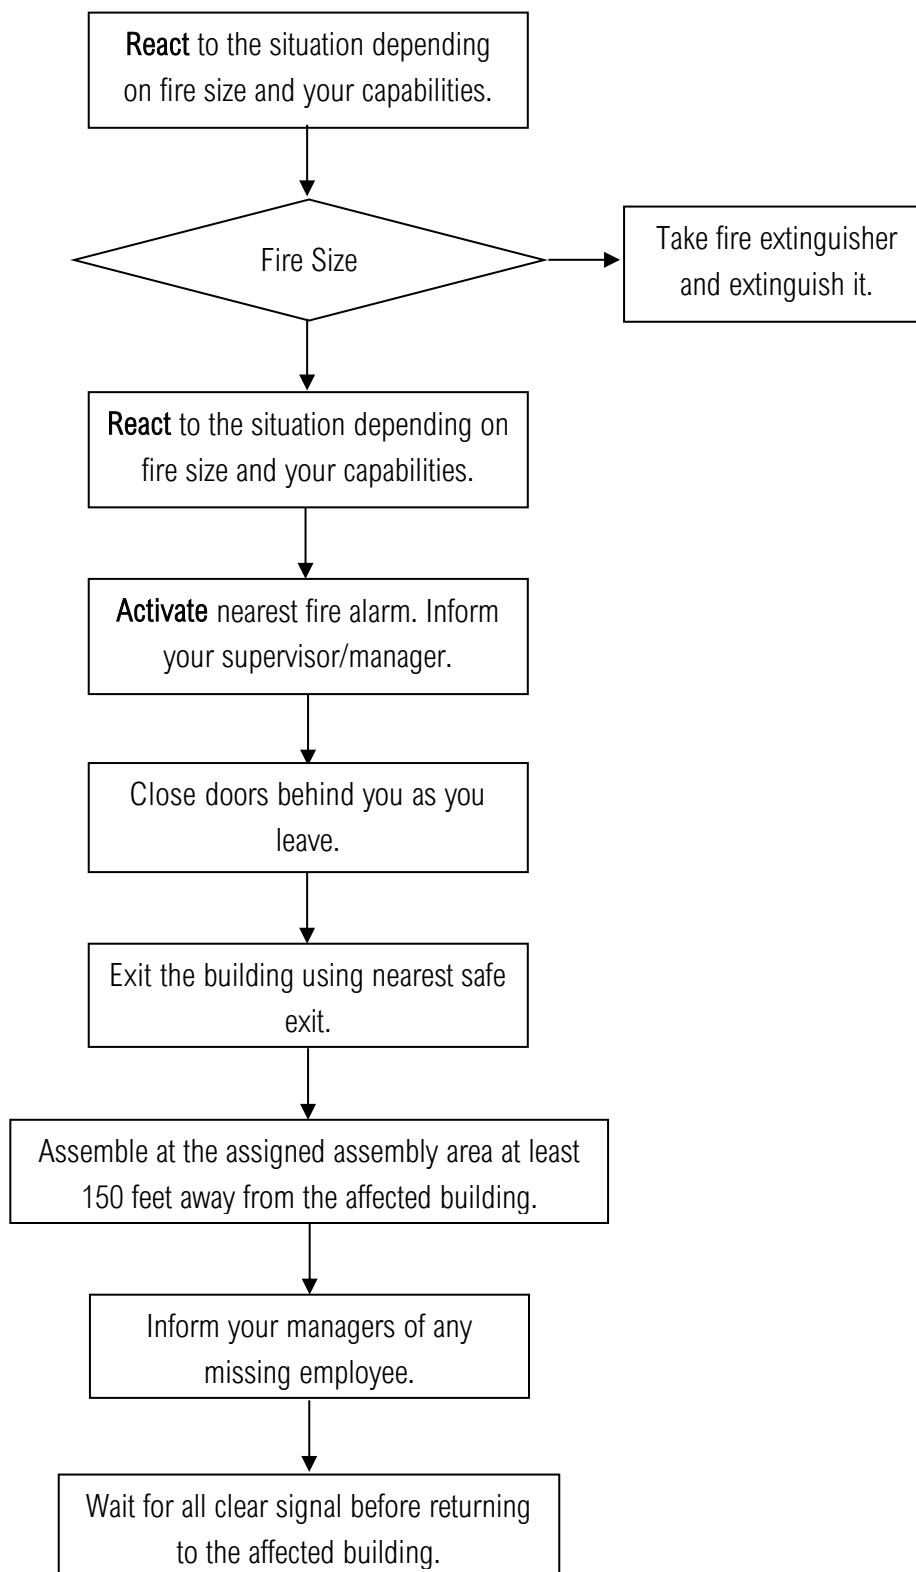 React to the situation depending
on fire size and your capabilities.
Fire Size
Take fire extinguisher
and extinguish it.
React to the situation depending on
fire size and your capabilities.
Activate nearest fire alarm. Inform
your supervisor/manager.
Close doors behind you as you
leave.
Exit the building using nearest safe
exit.
Assemble at the assigned assembly area at least
150 feet away from the affected building.
Inform your managers of any
missing employee.
Wait for all clear signal before returning
to the affected building.